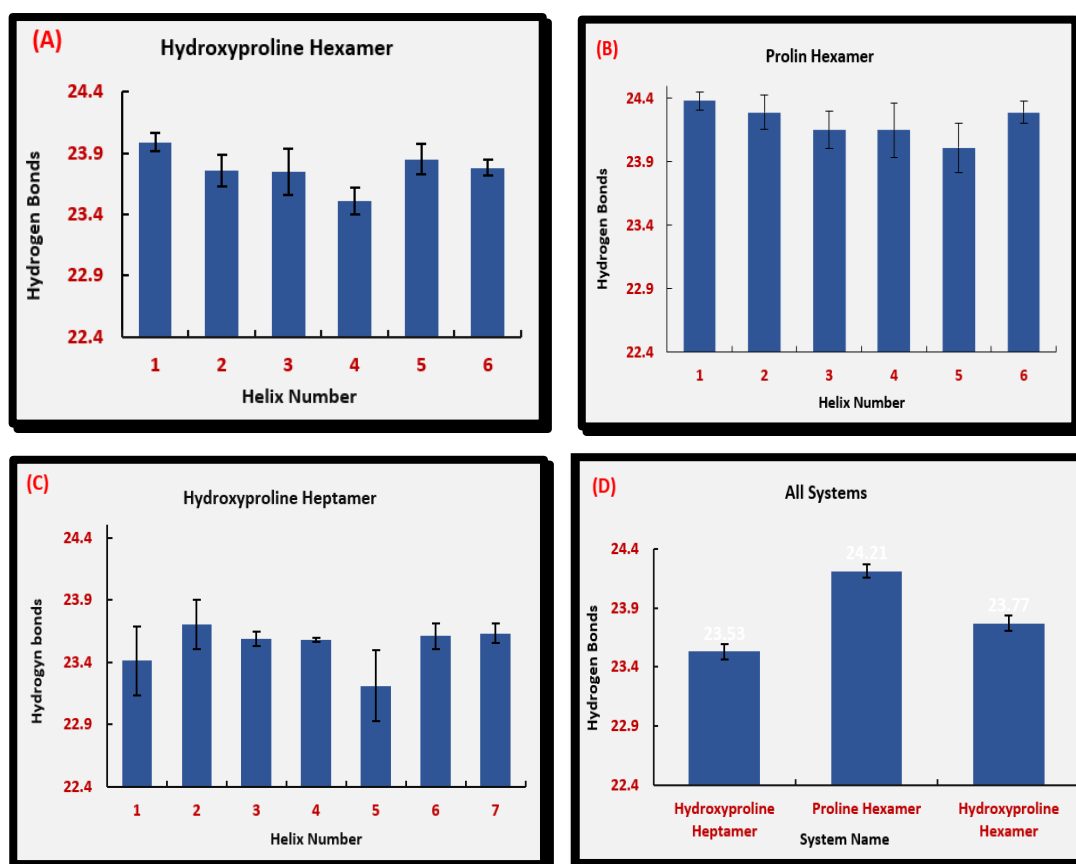 (A)
Hydroxyproline Hexamer
Hydrogen Bonds
24.4
23.9
23.4
22.9
22.4
1 2 3 4 5 6
Helix Number
(B)
Prolin Hexamer
Hydrogen Bonds
24.4
23.9
23.4
22.9
22.4
1 2 3 4 5 6
Helix Number
(C)
Hydroxyproline Heptamer
Hydrogyn bonds
24.4
23.9
23.4
22.9
22.4
1 2 3 4 5 6 7
Helix Number
(D)
All Systems
Hydrogen Bonds
24.4
23.9
23.4
22.9
22.4
23.53 24.21 23.77
Hydroxyproline Heptamer
Proline Hexamer
Hydroxyproline Hexamer
System Name